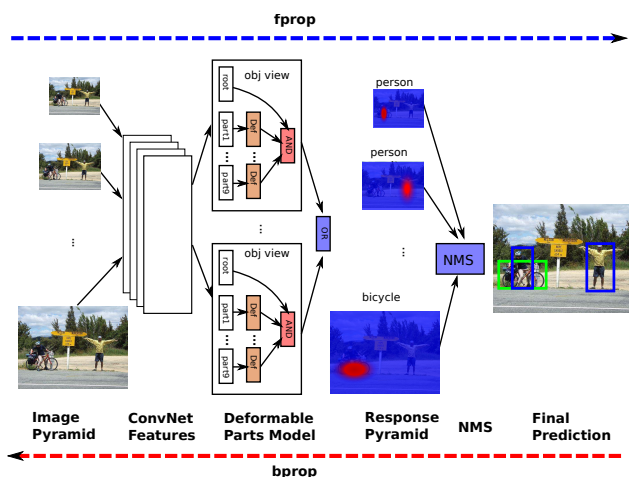 fprop
obj view
root
part1
Def
...
...
AND
part9
Def
...
obj view
root
part1
Def
...
...
AND
part9
Def
OR
...
person
person
...
bicycle
NMS
Image
Pyramid
ConvNet
Features
Deformable
Parts Model
Response
Pyramid
NMS
Final
Prediction
bprop